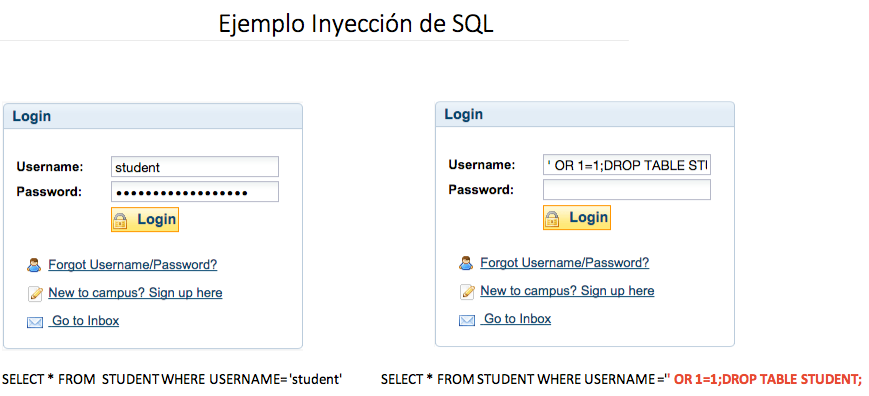 Ejemplo Inyección de SQL
Login
Username: student
Password: ••••••••••••••••••
Login
Forgot Username/Password?
New to campus? Sign up here
Go to Inbox
SELECT * FROM STUDENT WHERE USERNAME='student'
Login
Username: ' OR 1=1;DROP TABLE STU
Password:
Login
Forgot Username/Password?
New to campus? Sign up here
Go to Inbox
SELECT * FROM STUDENT WHERE USERNAME='' OR 1=1;DROP TABLE STUDENT;